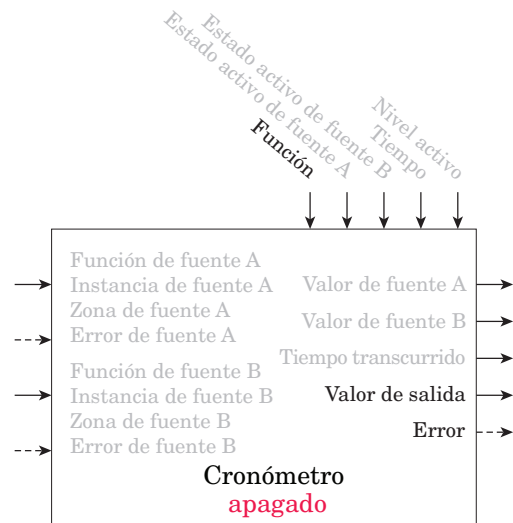 Función
Estado activo de fuente A
Estado activo de fuente B
Tiempo
Nivel activo
Función de fuente A
Instancia de fuente A
Zona de fuente A
Error de fuente A
Función de fuente B
Instancia de fuente B
Zona de fuente B
Error de fuente B
Valor de fuente A
Valor de fuente B
Tiempo transcurrido
Valor de salida
Error
Cronómetro
apagado